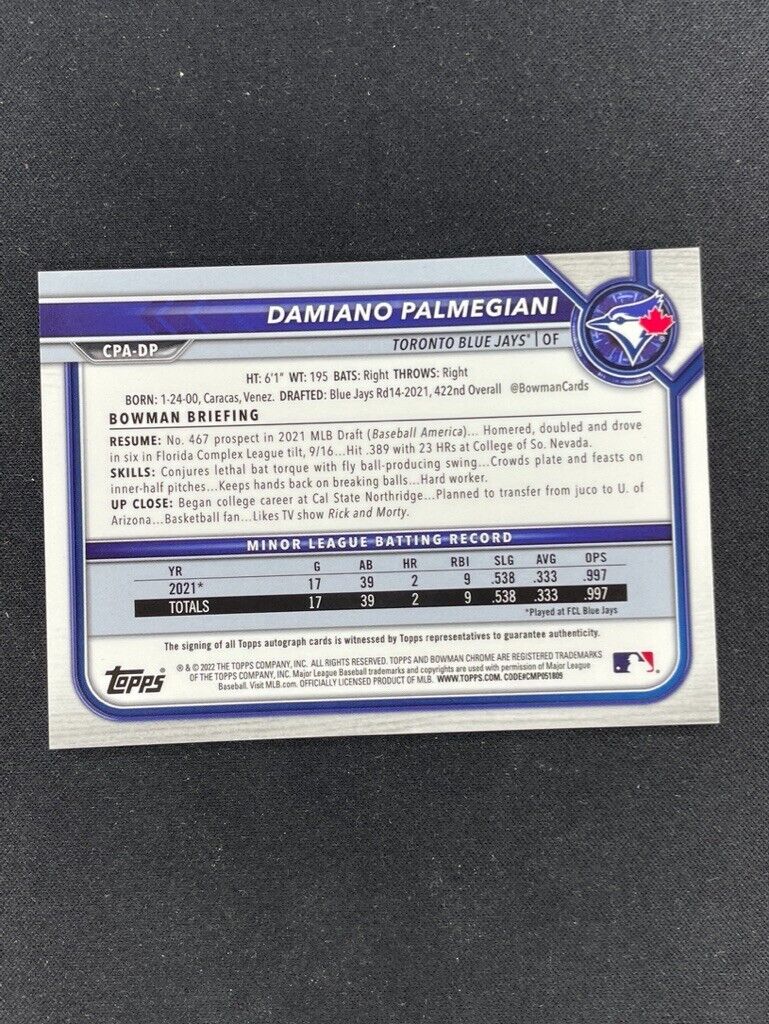 DAMIANO PALMEGIANI
CPA-DP
TORONTO BLUE JAYS® | OF
HT: 6'1" WT: 195 BATS: Right THROWS: Right
BORN: 1-24-00, Caracas, Venez. DRAFTED: Blue Jays Rd14-2021, 422nd Overall @BowmanCards
BOWMAN BRIEFING
RESUME: No. 467 prospect in 2021 MLB Draft (Baseball America)... Homered, doubled and drove
in six in Florida Complex League tilt, 9/16...Hit .389 with 23 HRs at College of So. Nevada.
SKILLS: Conjures lethal bat torque with fly ball-producing swing...Crowds plate and feasts on
inner-half pitches...Keeps hands back on breaking balls...Hard worker.
UP CLOSE: Began college career at Cal State Northridge...Planned to transfer from juco to U. of
Arizona...Basketball fan...Likes TV show Rick and Morty.
MINOR LEAGUE BATTING RECORD
YR G AB HR RBI SLG AVG OPS
2021* 17 39 2 9 .538 .333 .997
TOTALS 17 39 2 9 .538 .333 .997
*Played at FCL Blue Jays
The signing of all Topps autograph cards is witnessed by Topps representatives to guarantee authenticity.
topps
® & © 2022 THE TOPPS COMPANY, INC. ALL RIGHTS RESERVED. TOPPS AND BOWMAN CHROME ARE REGISTERED TRADEMARKS
OF THE TOPPS COMPANY, INC. Major League Baseball trademarks and copyrights are used with permission of Major League
Baseball. Visit MLB.com. OFFICIALLY LICENSED PRODUCT OF MLB. WWW.TOPPS.COM. CODE#CMP051809